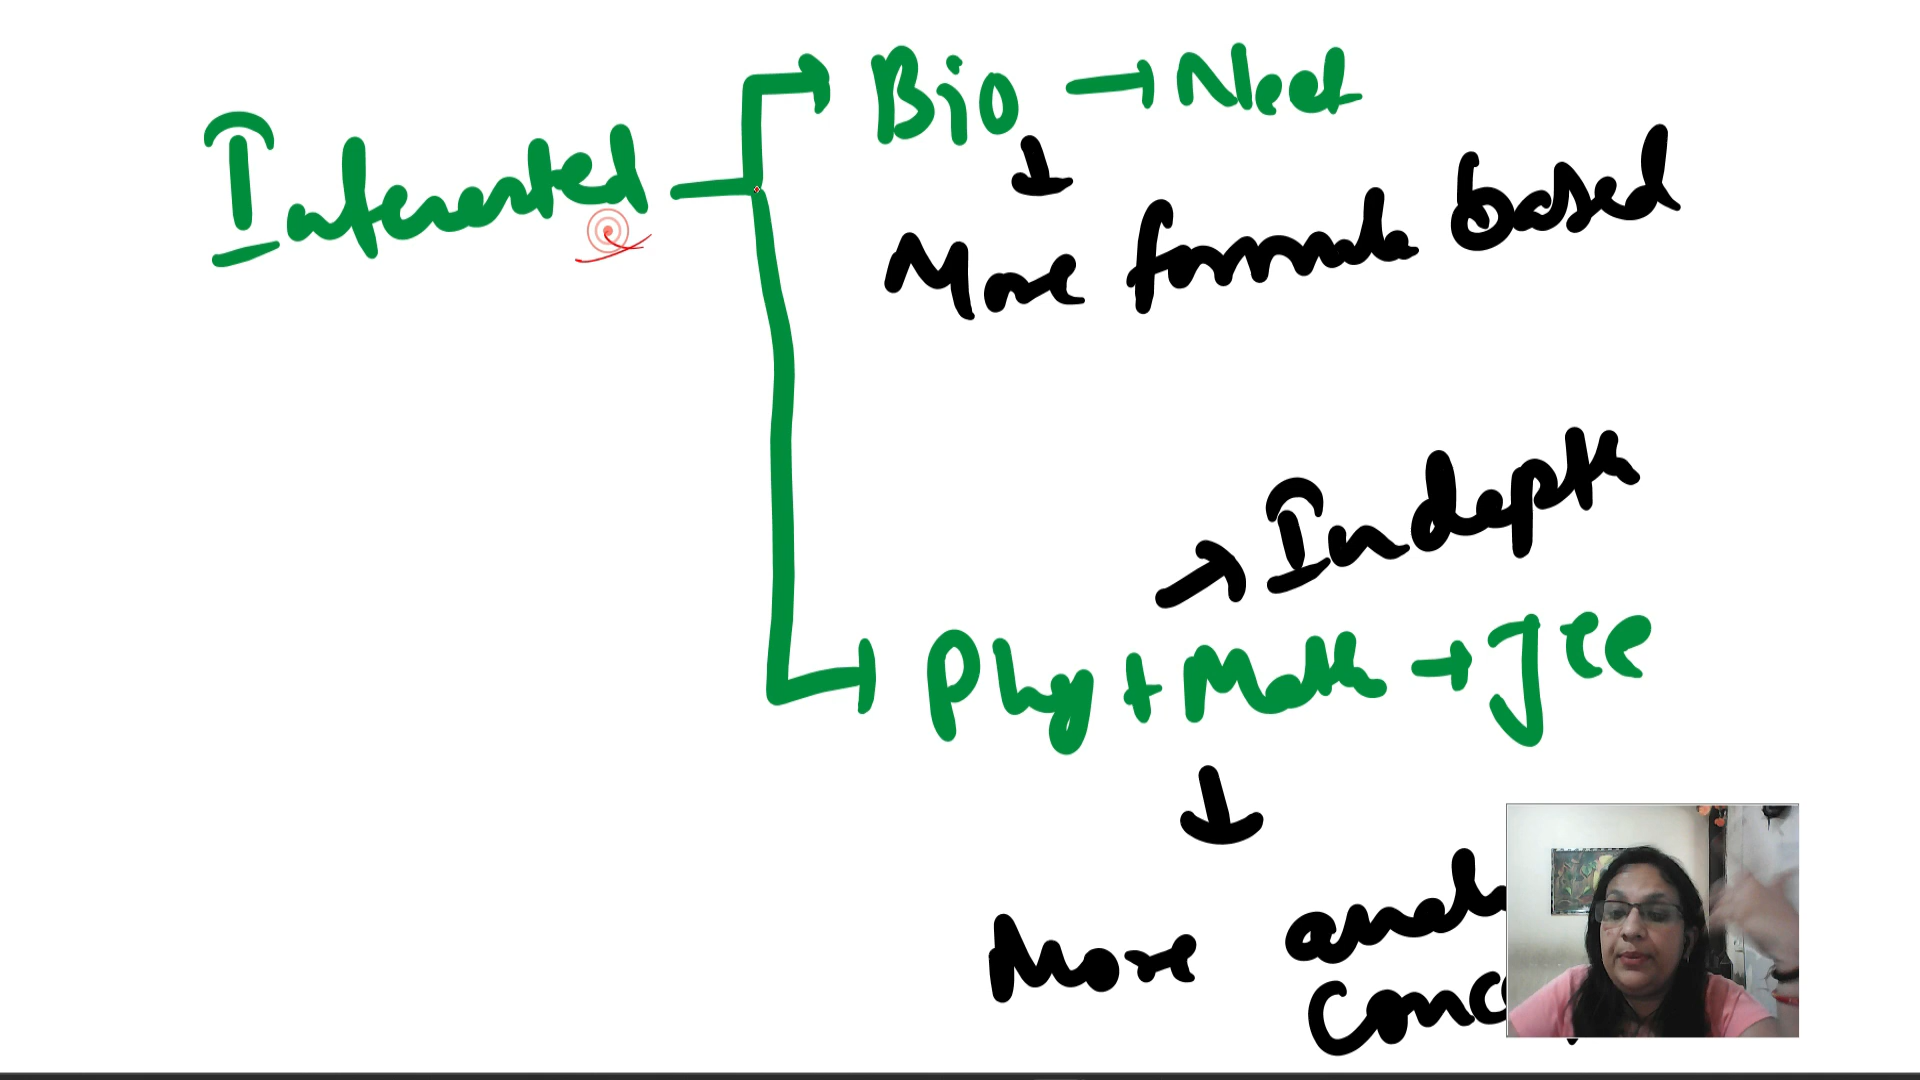 Interested
Bio → Neet
↓
More formula based
→ Indepth
Phy + Math → Jee
↓
More